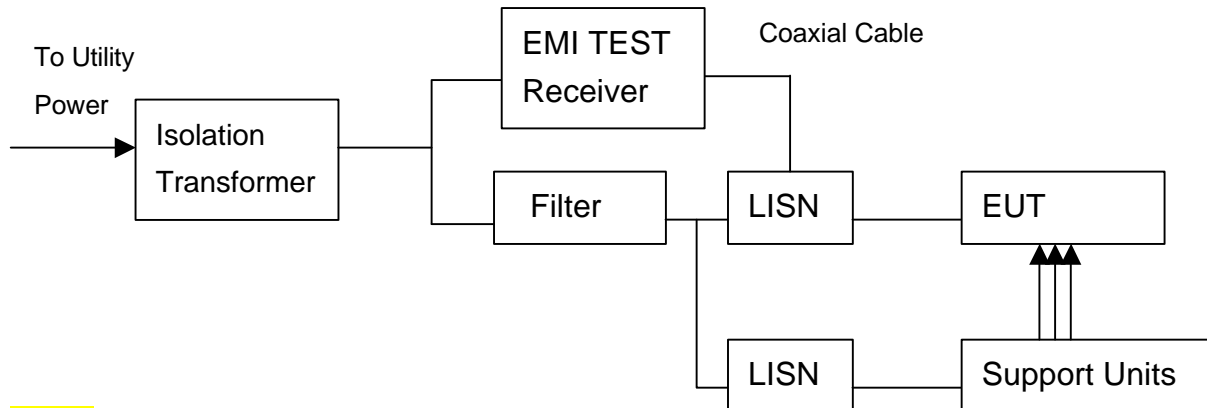 To Utility
Power
Isolation
Transformer
EMI TEST
Receiver
Coaxial Cable
Filter
LISN
EUT
LISN
Support Units